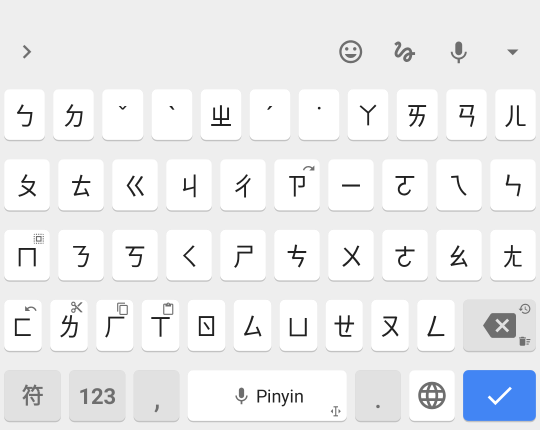 ㄅ ㄉ ˇ ˋ ㄓ ˊ ˙ ㄚ ㄞ ㄢ ㄦ
ㄆ ㄊ ㄍ ㄐ ㄔ ㄗ ㄧ ㄛ ㄟ ㄣ
ㄇ ㄋ ㄎ ㄑ ㄕ ㄘ ㄨ ㄜ ㄠ ㄤ
ㄈ ㄌ ㄏ ㄒ ㄖ ㄙ ㄩ ㄝ ㄡ ㄥ
符 123 , Pinyin .